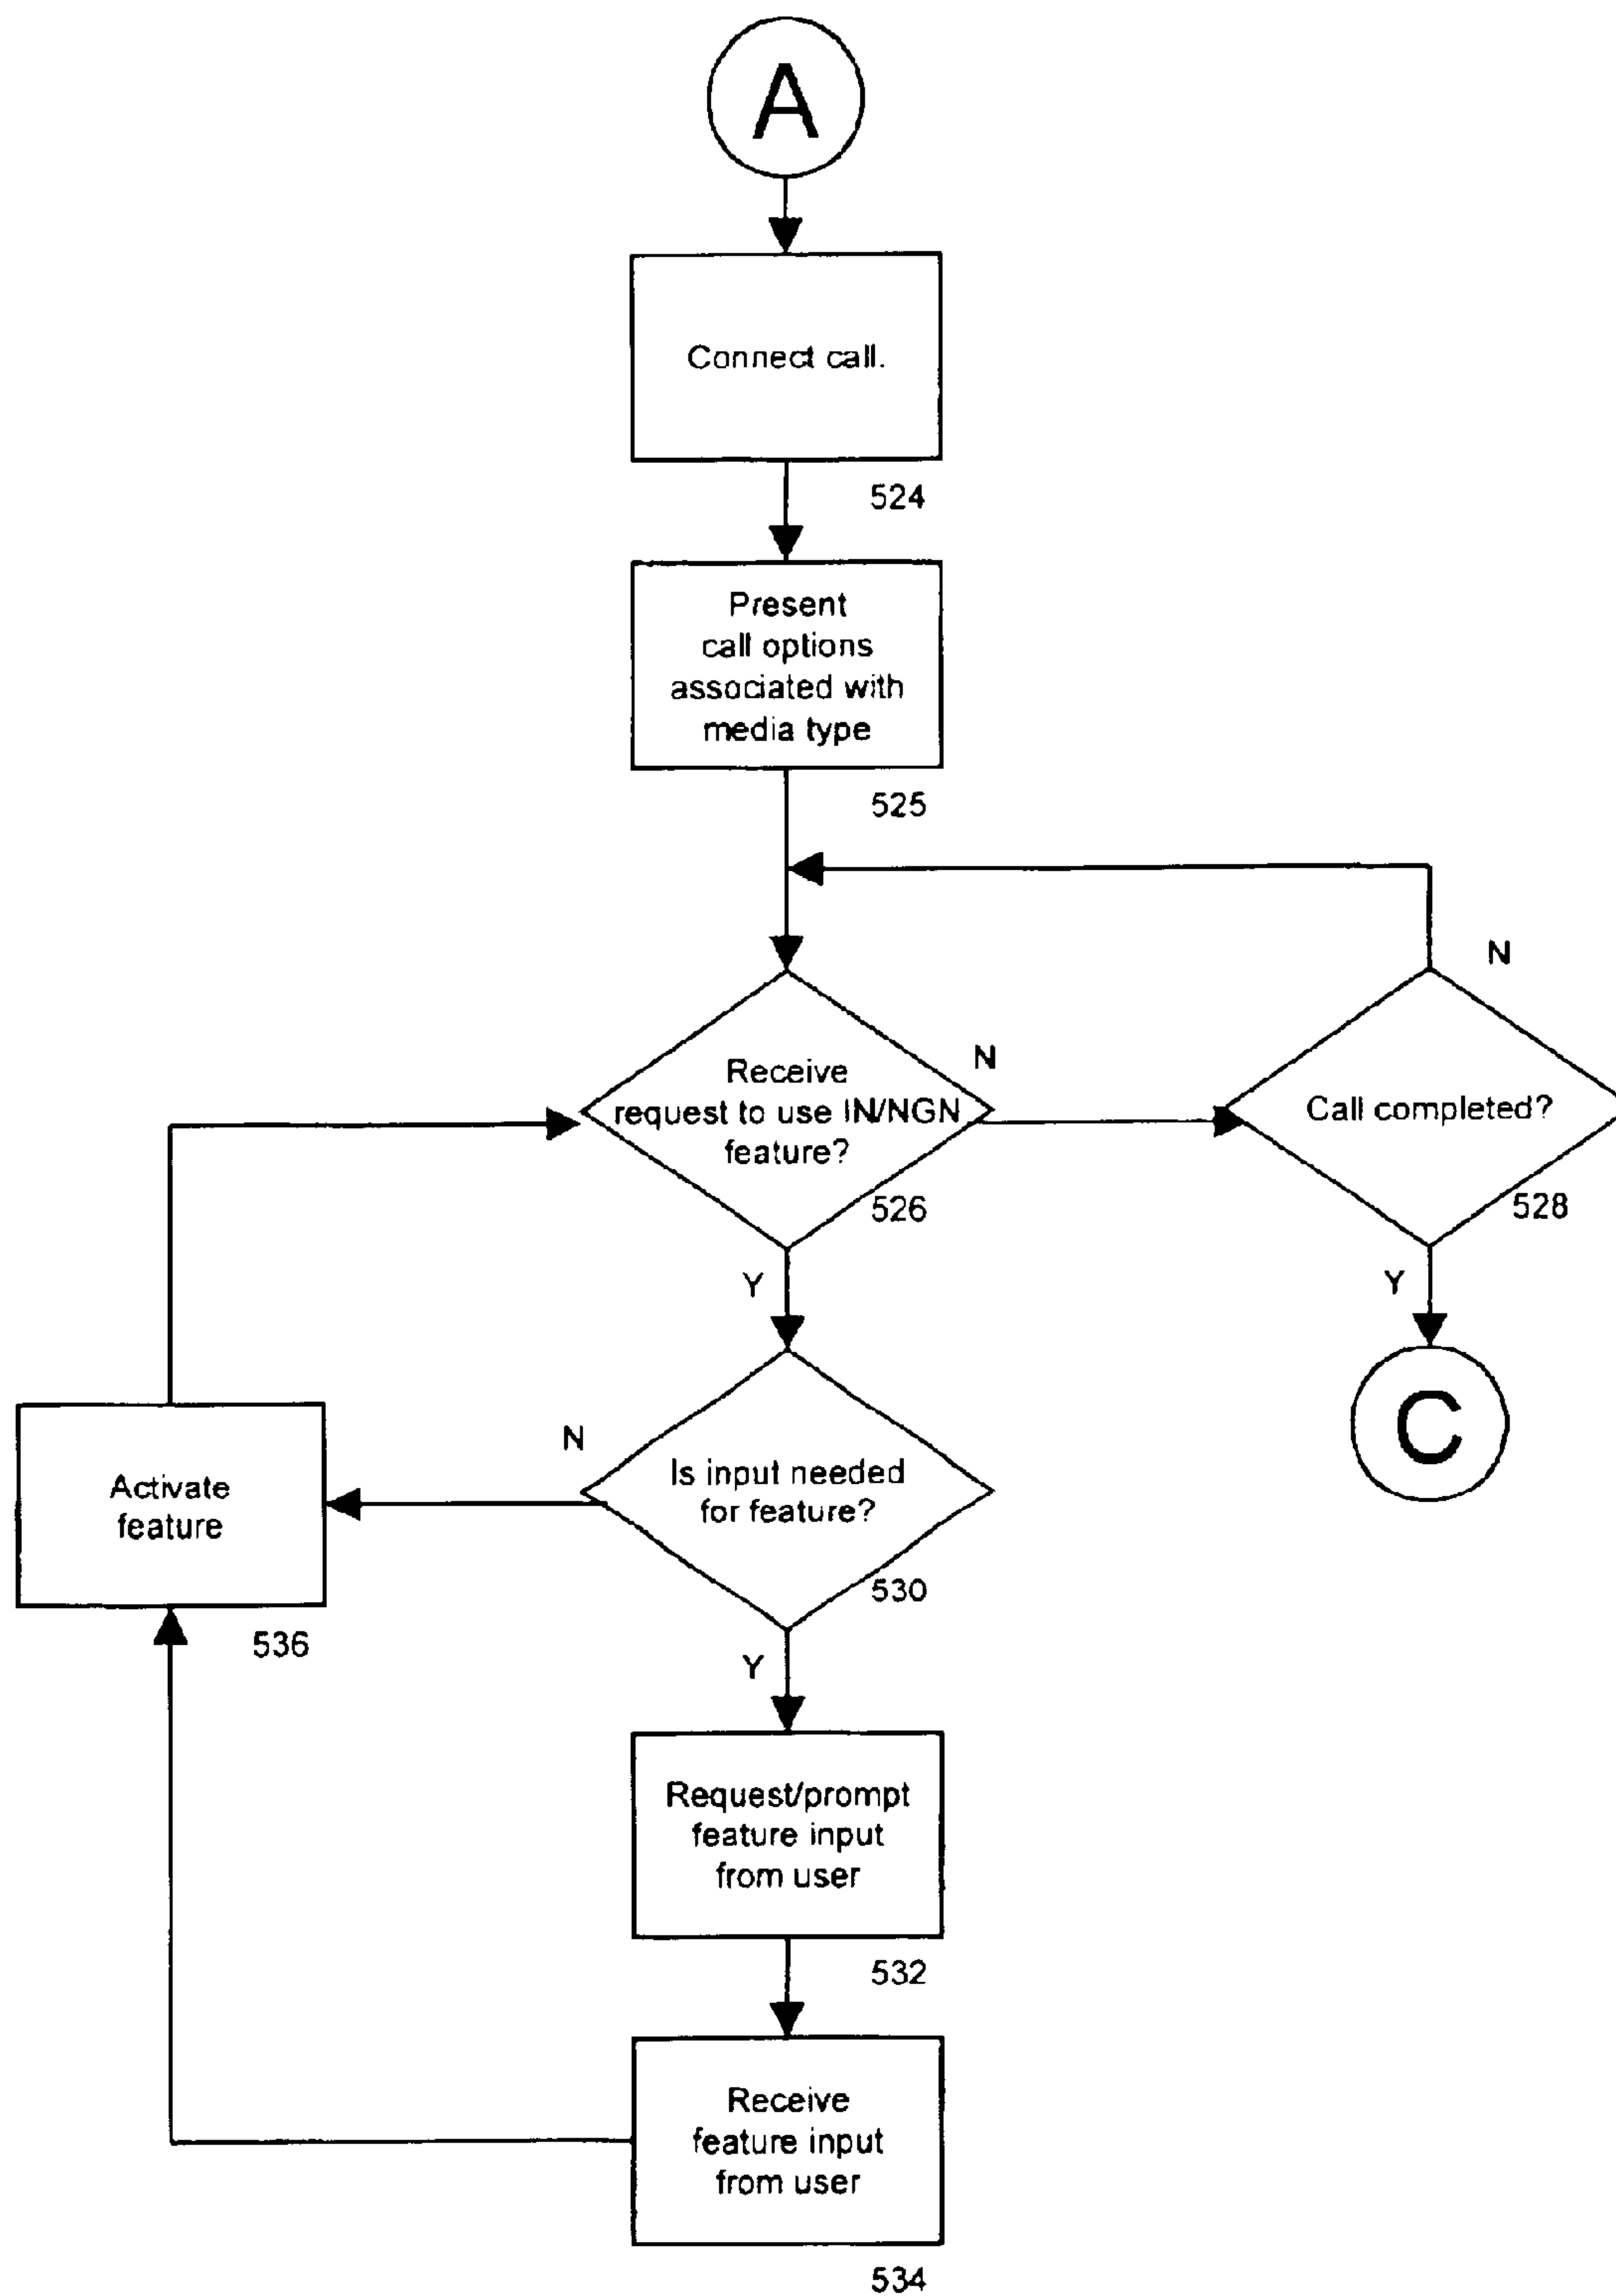 A
Connect call.
524
Present
call options
associated with
media type
525
N
Receive
request to use IN/NGN
feature?
N
526
Call completed?
528
Y
Y
C
N
Is input needed
for feature?
530
Activate
feature
536
Y
Request/prompt
feature input
from user
532
Receive
feature input
from user
534